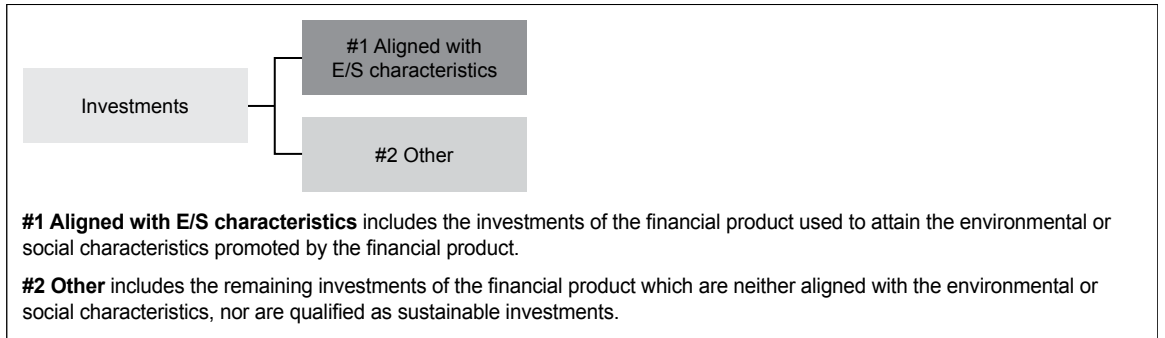 #1 Aligned with
E/S characteristics
Investments
#2 Other
#1 Aligned with E/S characteristics includes the investments of the financial product used to attain the environmental or
social characteristics promoted by the financial product.
#2 Other includes the remaining investments of the financial product which are neither aligned with the environmental or
social characteristics, nor are qualified as sustainable investments.